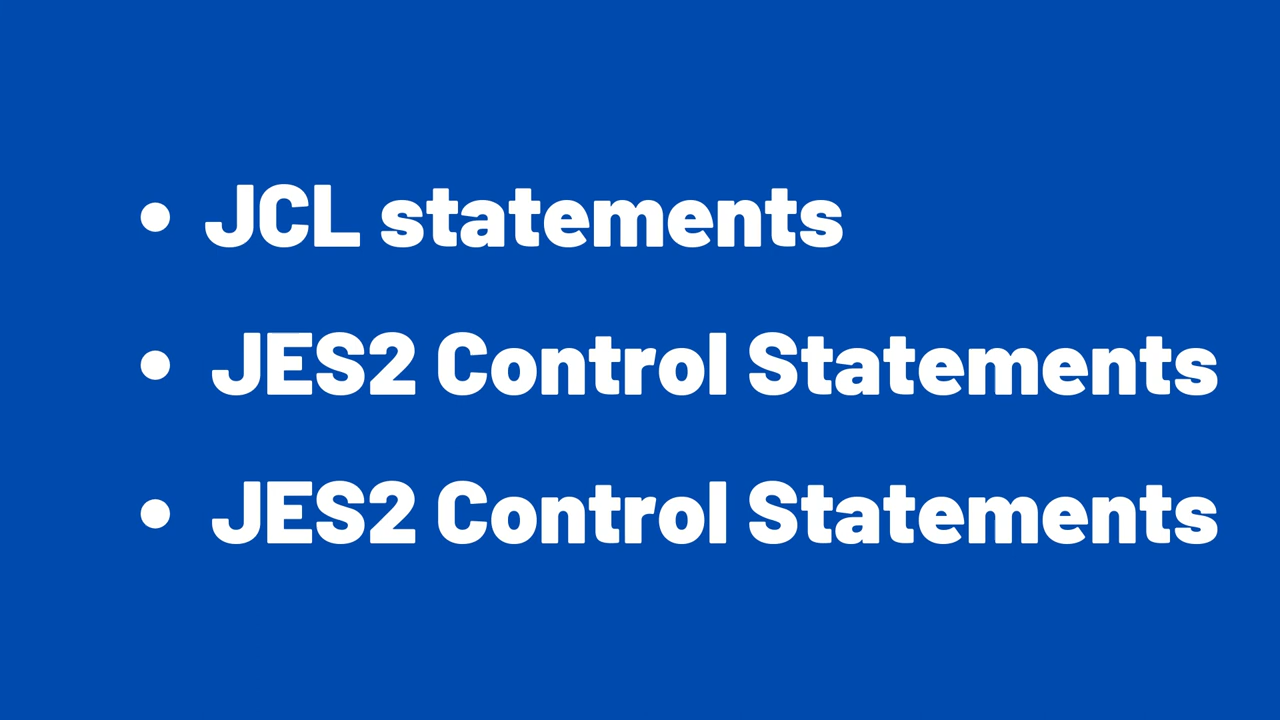 • JCL statements
• JES2 Control Statements
• JES2 Control Statements